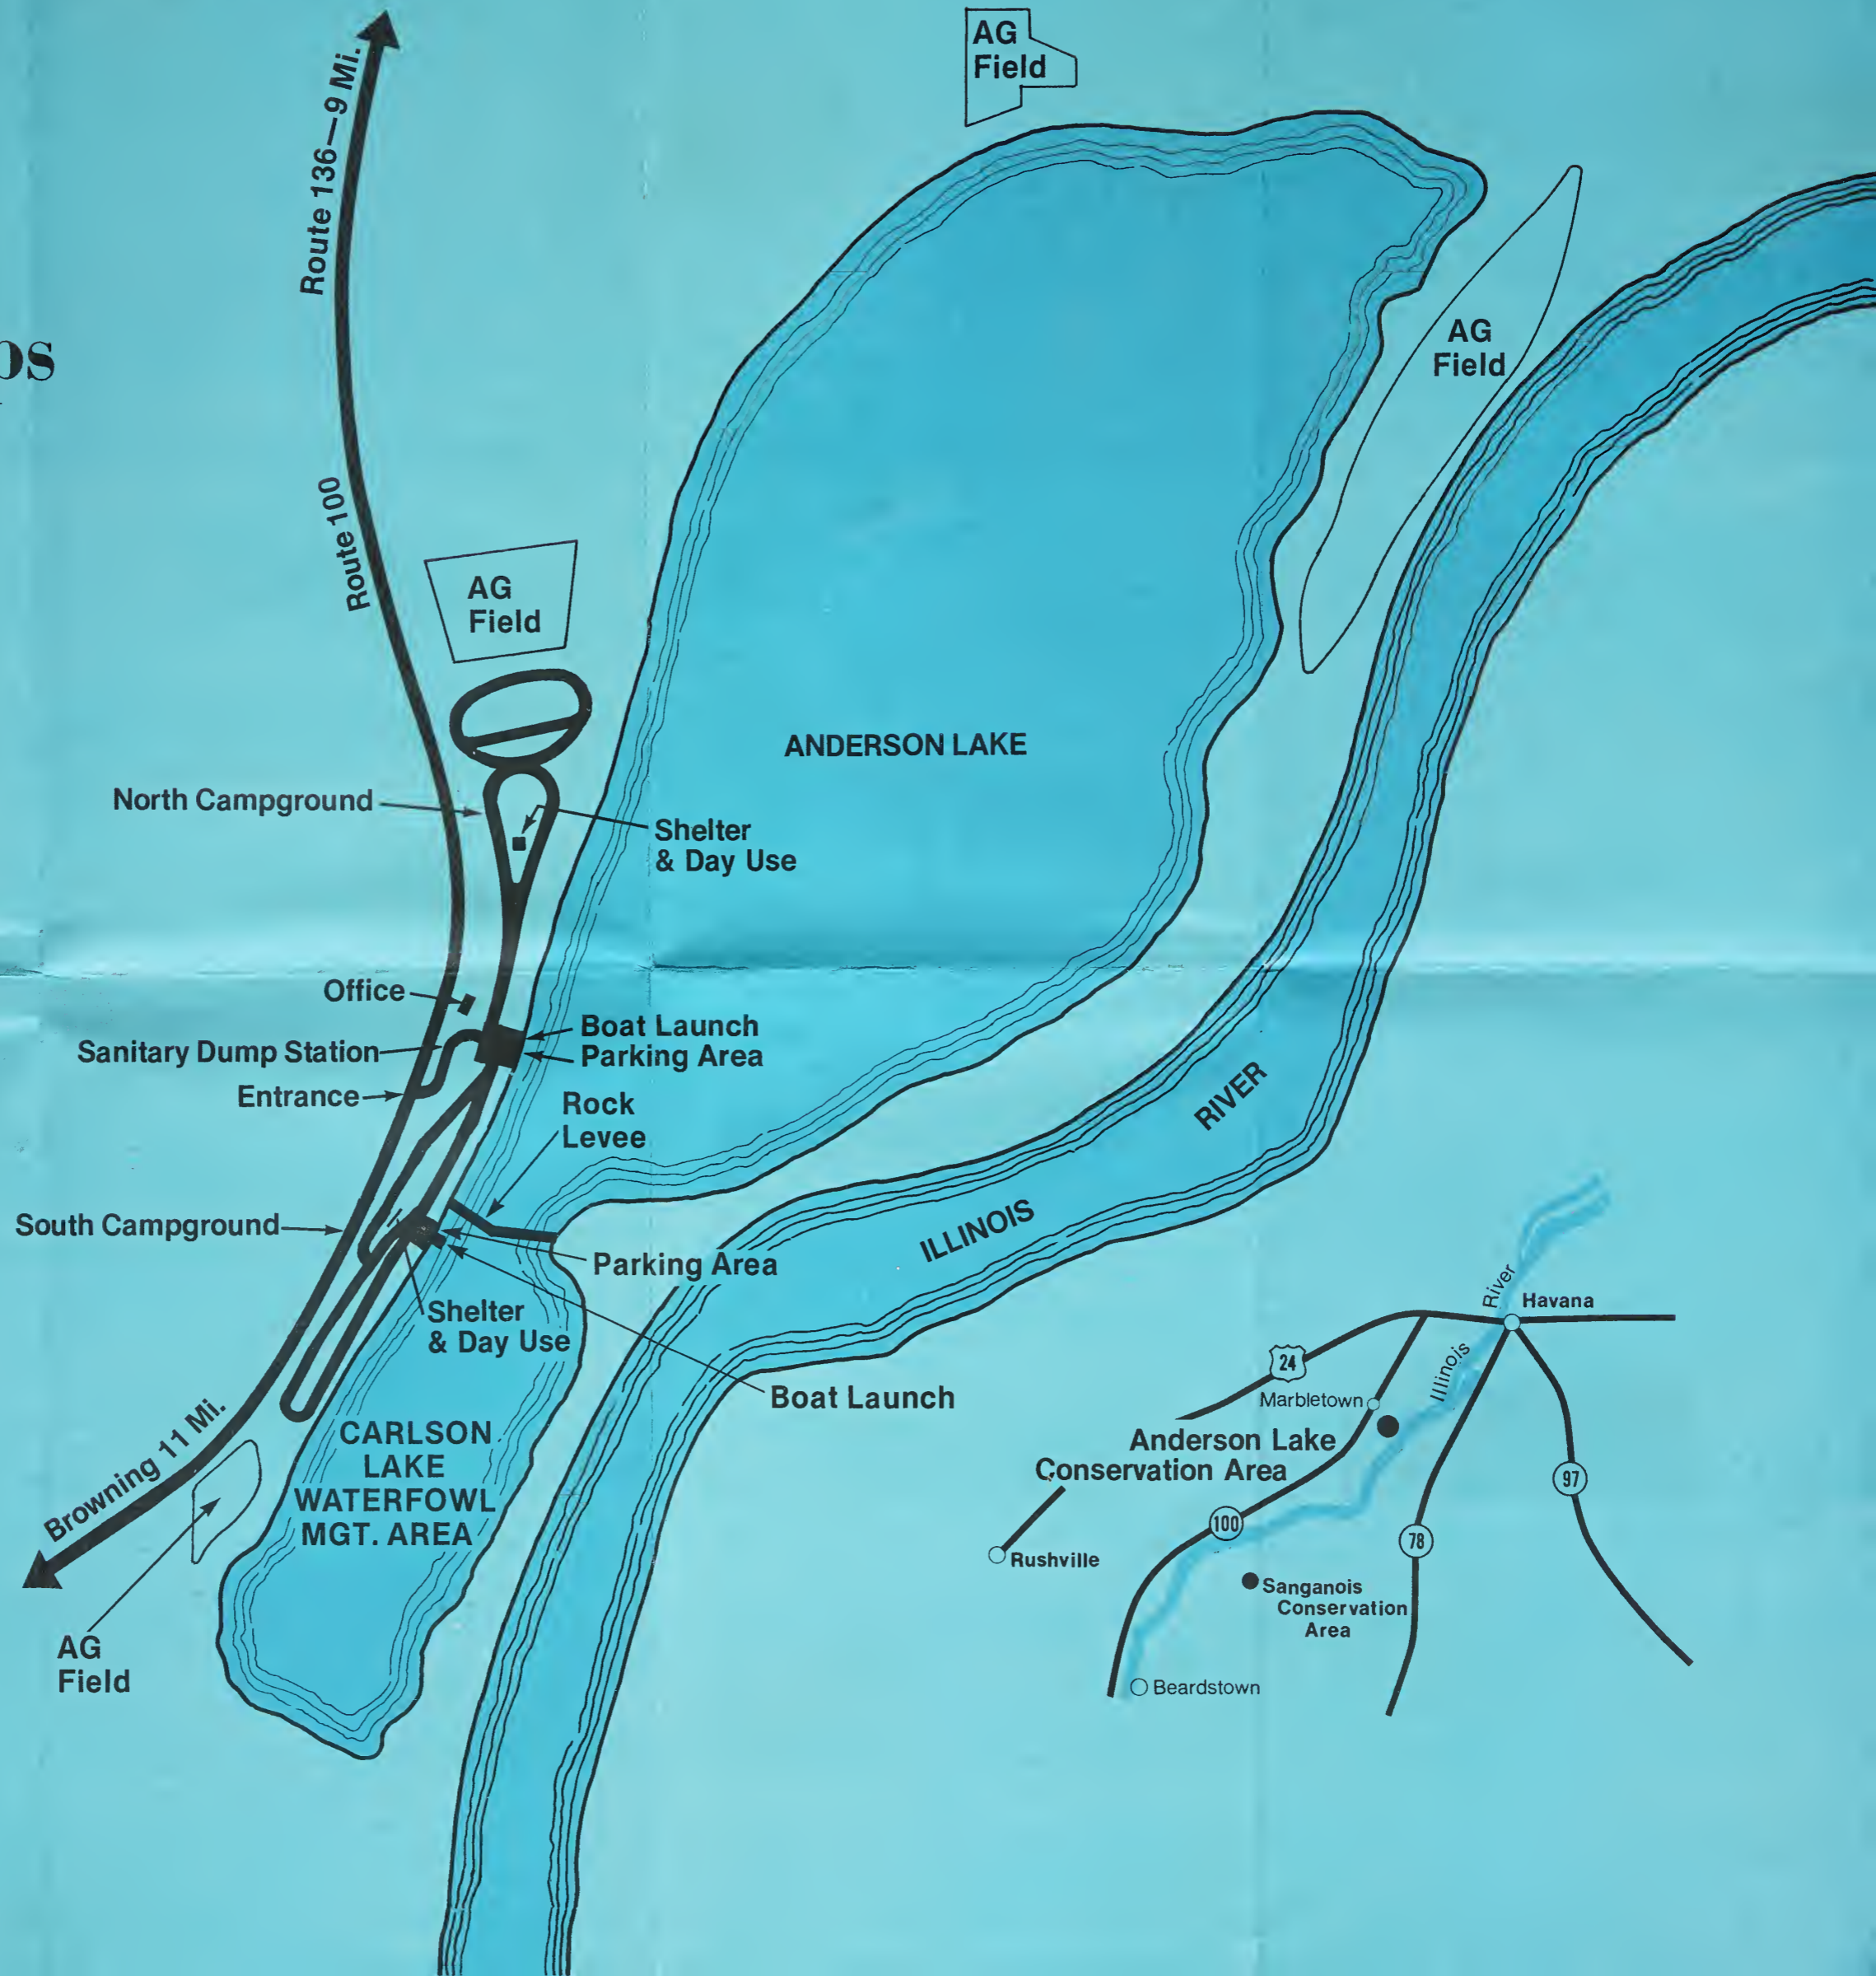 AG
Field
Route 136—9 Mi.
os
AG
Field
Route 100
AG
Field
ANDERSON LAKE
North Campground
Shelter
& Day Use
Office
Boat Launch
Sanitary Dump Station
Parking Area
Entrance
Rock
Levee
RIVER
South Campground
ILLINOIS
Parking Area
Shelter
& Day Use
Boat Launch
Browning 11 Mi.
CARLSON
LAKE
WATERFOWL
MGT. AREA
AG
Field
River
Havana
24
Illinois
Marbletown
Anderson Lake
Conservation Area
97
100
78
Rushville
Sanganois
Conservation
Area
Beardstown